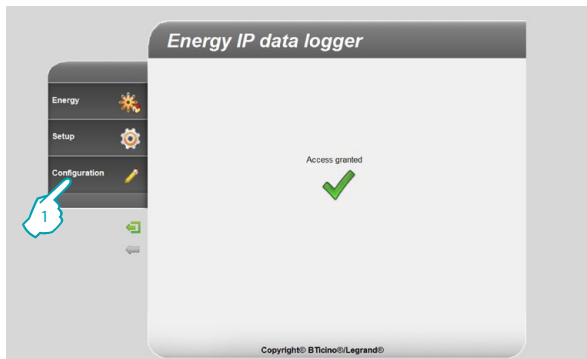 Energy IP data logger
Energy
Setup
Configuration
1
Access granted
Copyright© BTicino®/Legrand®